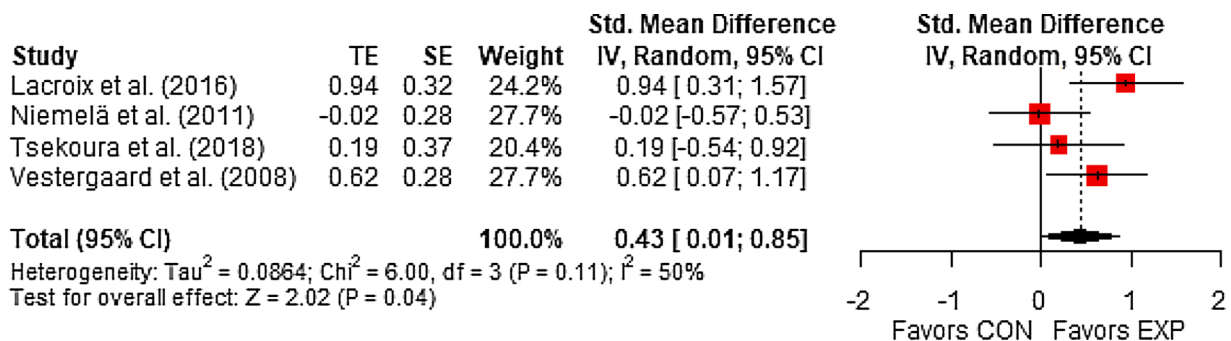 Std. Mean Difference Std. Mean Difference
Study TE SE Weight IV, Random, 95% CI IV, Random, 95% CI
Lacroix et al. (2016) 0.94 0.32 24.2% 0.94 [ 0.31; 1.57]
Niemelä et al. (2011) -0.02 0.28 27.7% -0.02 [-0.57; 0.53]
Tsekoura et al. (2018) 0.19 0.37 20.4% 0.19 [-0.54; 0.92]
Vestergaard et al. (2008) 0.62 0.28 27.7% 0.62 [ 0.07; 1.17]
Total (95% CI) 100.0% 0.43 [ 0.01; 0.85]
Heterogeneity: Tau² = 0.0864; Chi² = 6.00, df = 3 (P = 0.11); I² = 50%
Test for overall effect: Z = 2.02 (P = 0.04)
-2 -1 0 1 2
Favors CON Favors EXP